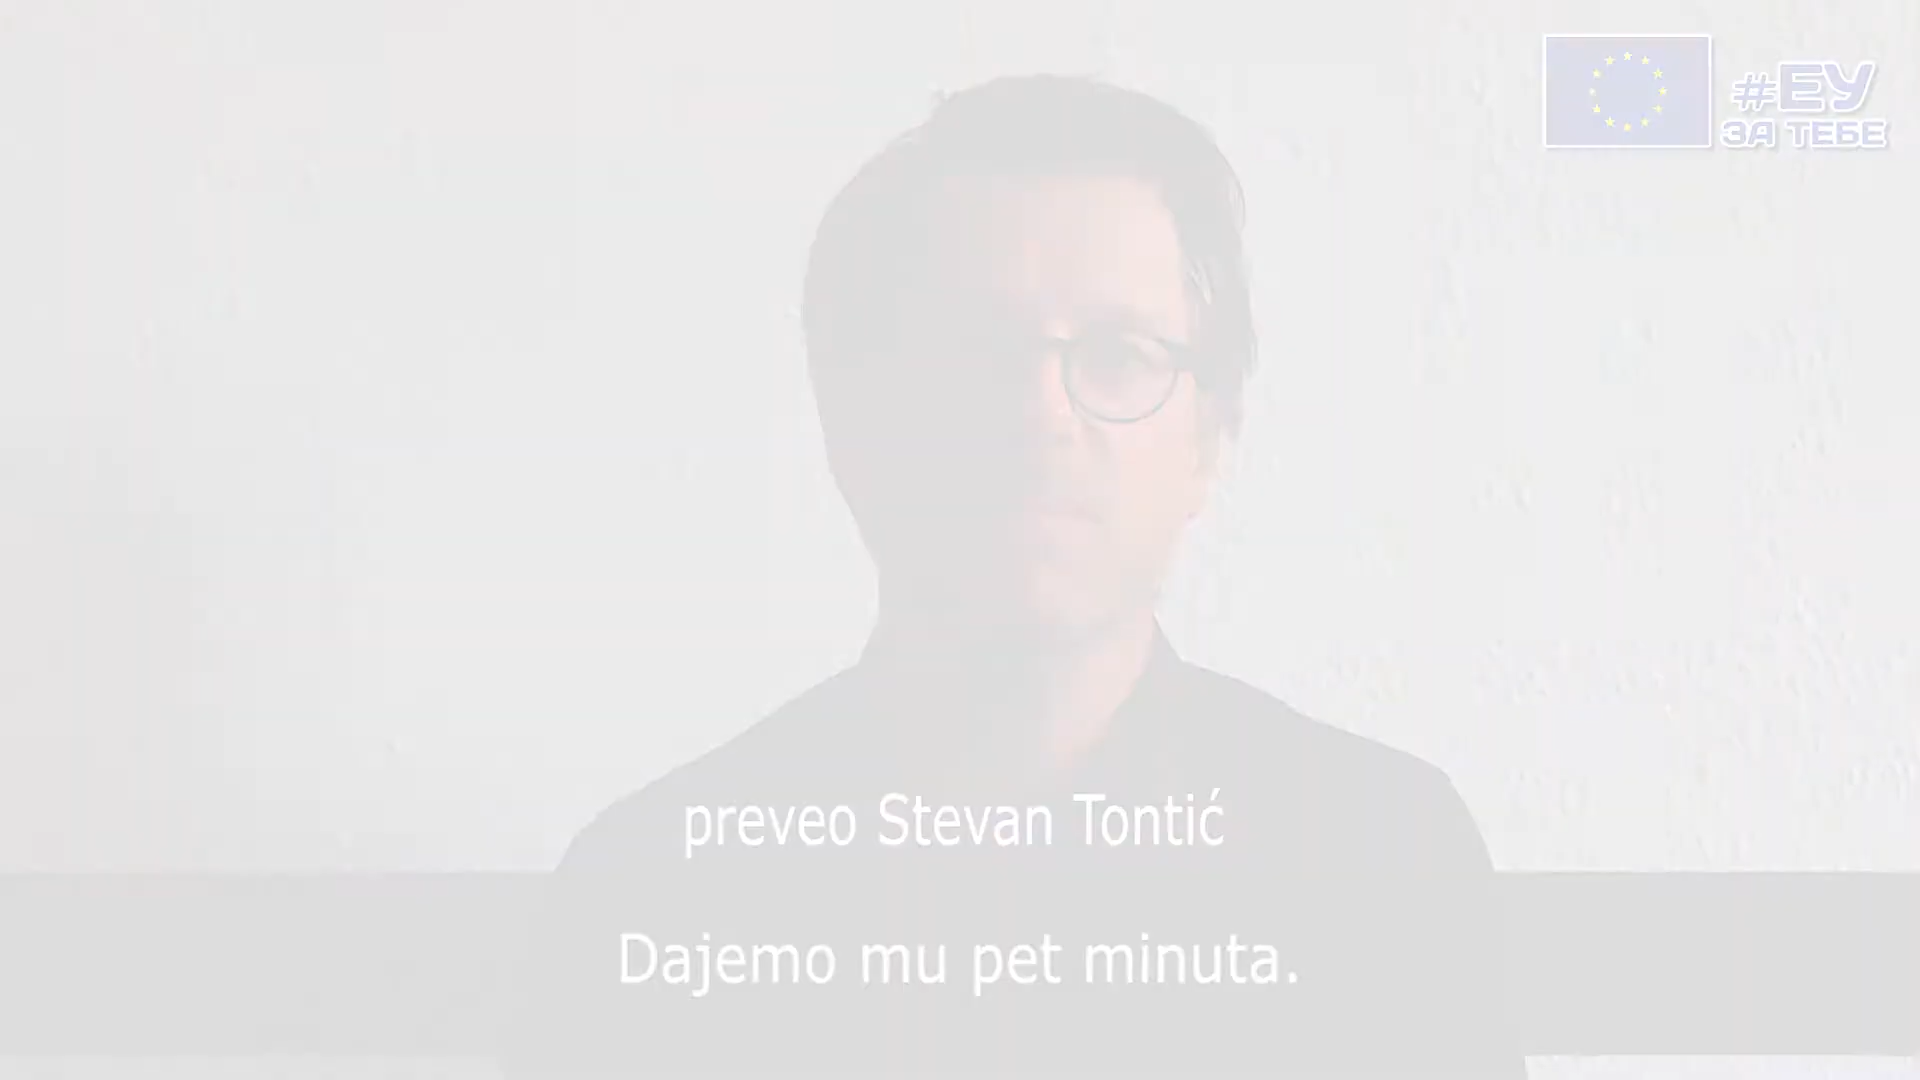 #ЕУ
ЗА ТЕБЕ
preveo Stevan Tontić
Dajemo mu pet minuta.